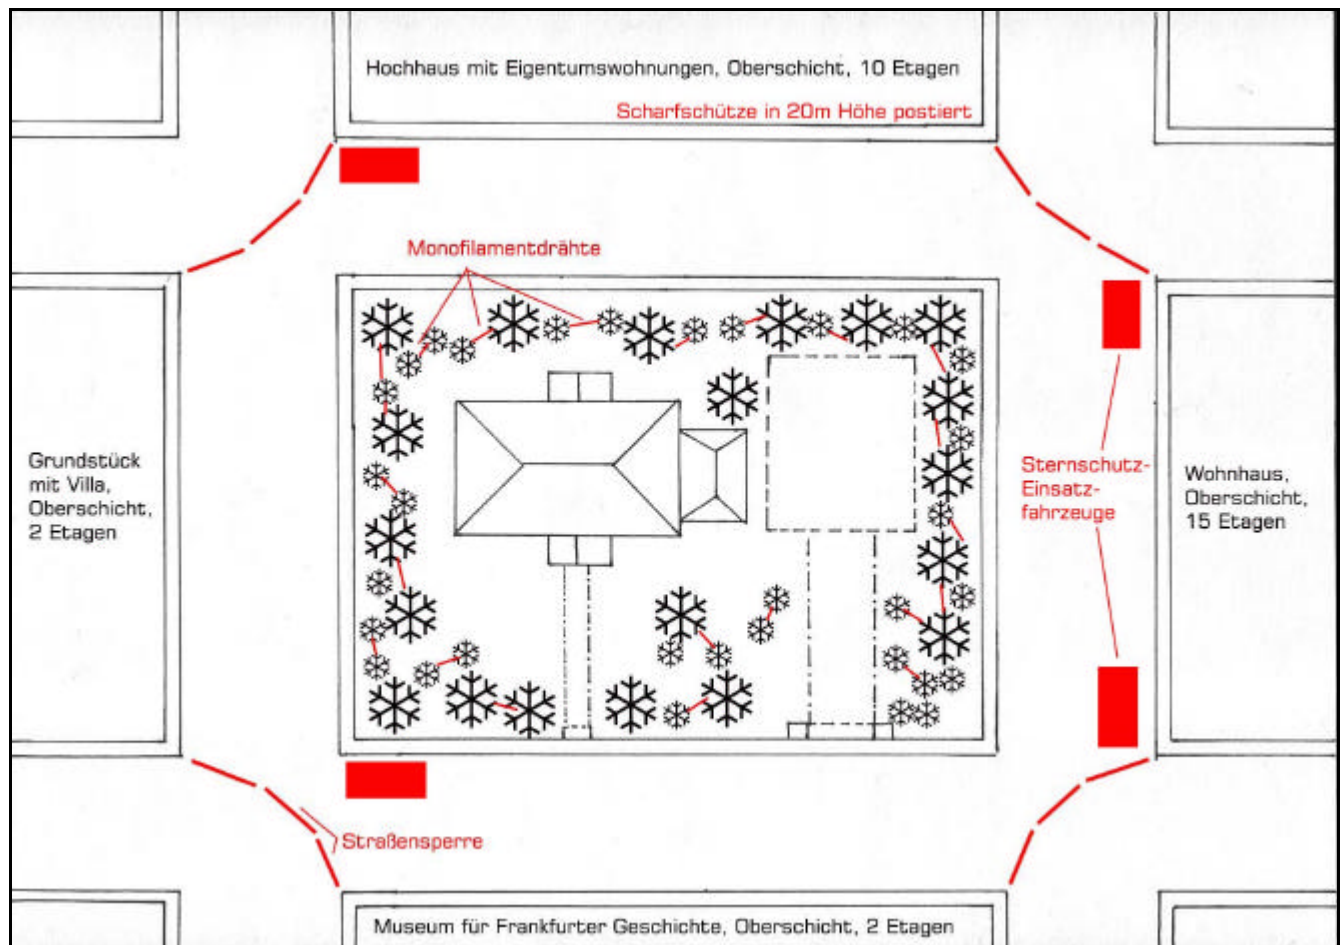 Hochhaus mit Eigentumswohnungen, Oberschicht, 10 Etagen
Scharfschütze in 20m Höhe postiert
Monofilamentdrähte
Grundstück
mit Villa,
Oberschicht,
2 Etagen
Sternschutz-
Einsatz-
fahrzeuge
Wohnhaus,
Oberschicht,
15 Etagen
Straßensperre
Museum für Frankfurter Geschichte, Oberschicht, 2 Etagen